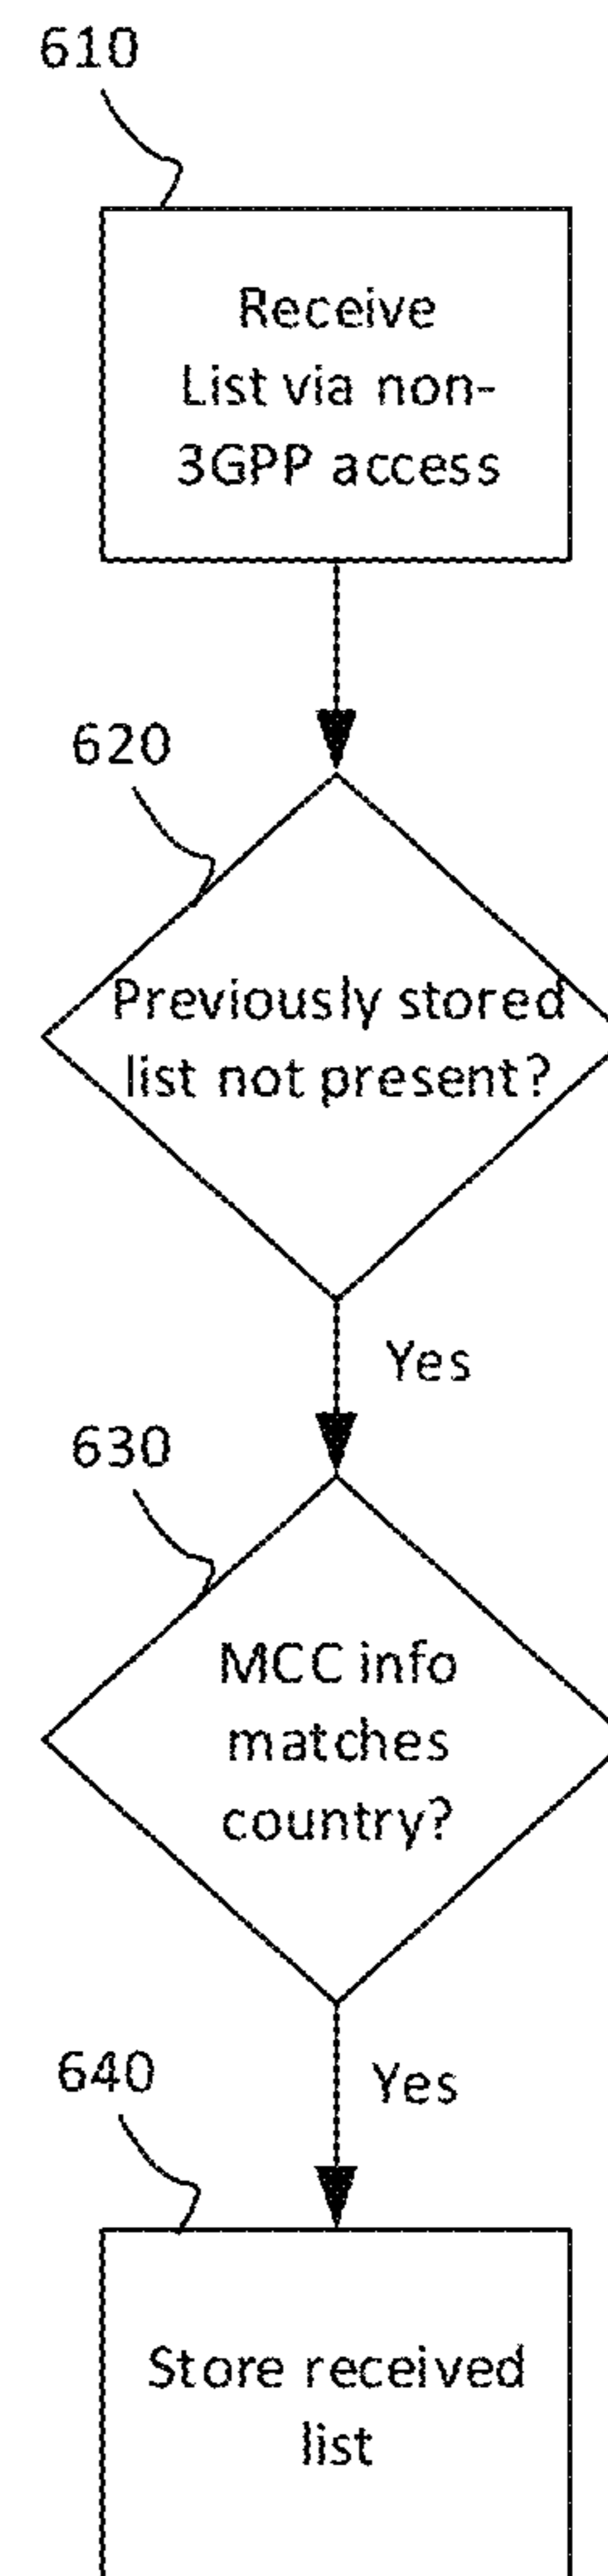 610
Receive
List via non-
3GPP access
620
Previously stored
list not present?
Yes
630
MCC info
matches
country?
640
Yes
Store received
list